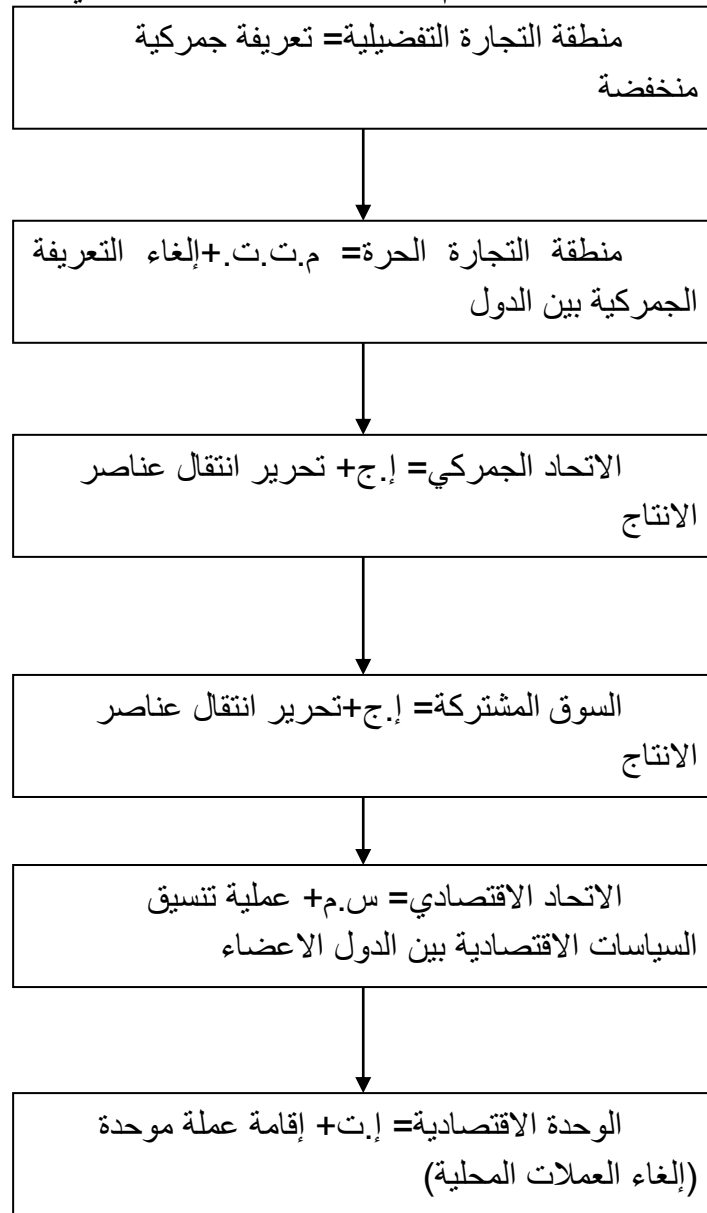 منطقة التجارة التفضيلية= تعريفة جمركية
منخفضة
منطقة التجارة الحرة= م.ت.ت.+إلغاء التعريفة
الجمركية بين الدول
الاتحاد الجمركي= إ.ج+ تحرير انتقال عناصر
الانتاج
السوق المشتركة= إ.ج+تحرير انتقال عناصر
الانتاج
الاتحاد الاقتصادي= س.م+ عملية تنسيق
السياسات الاقتصادية بين الدول الاعضاء
الوحدة الاقتصادية= إ.ت+ إقامة عملة موحدة
(إلغاء العملات المحلية)